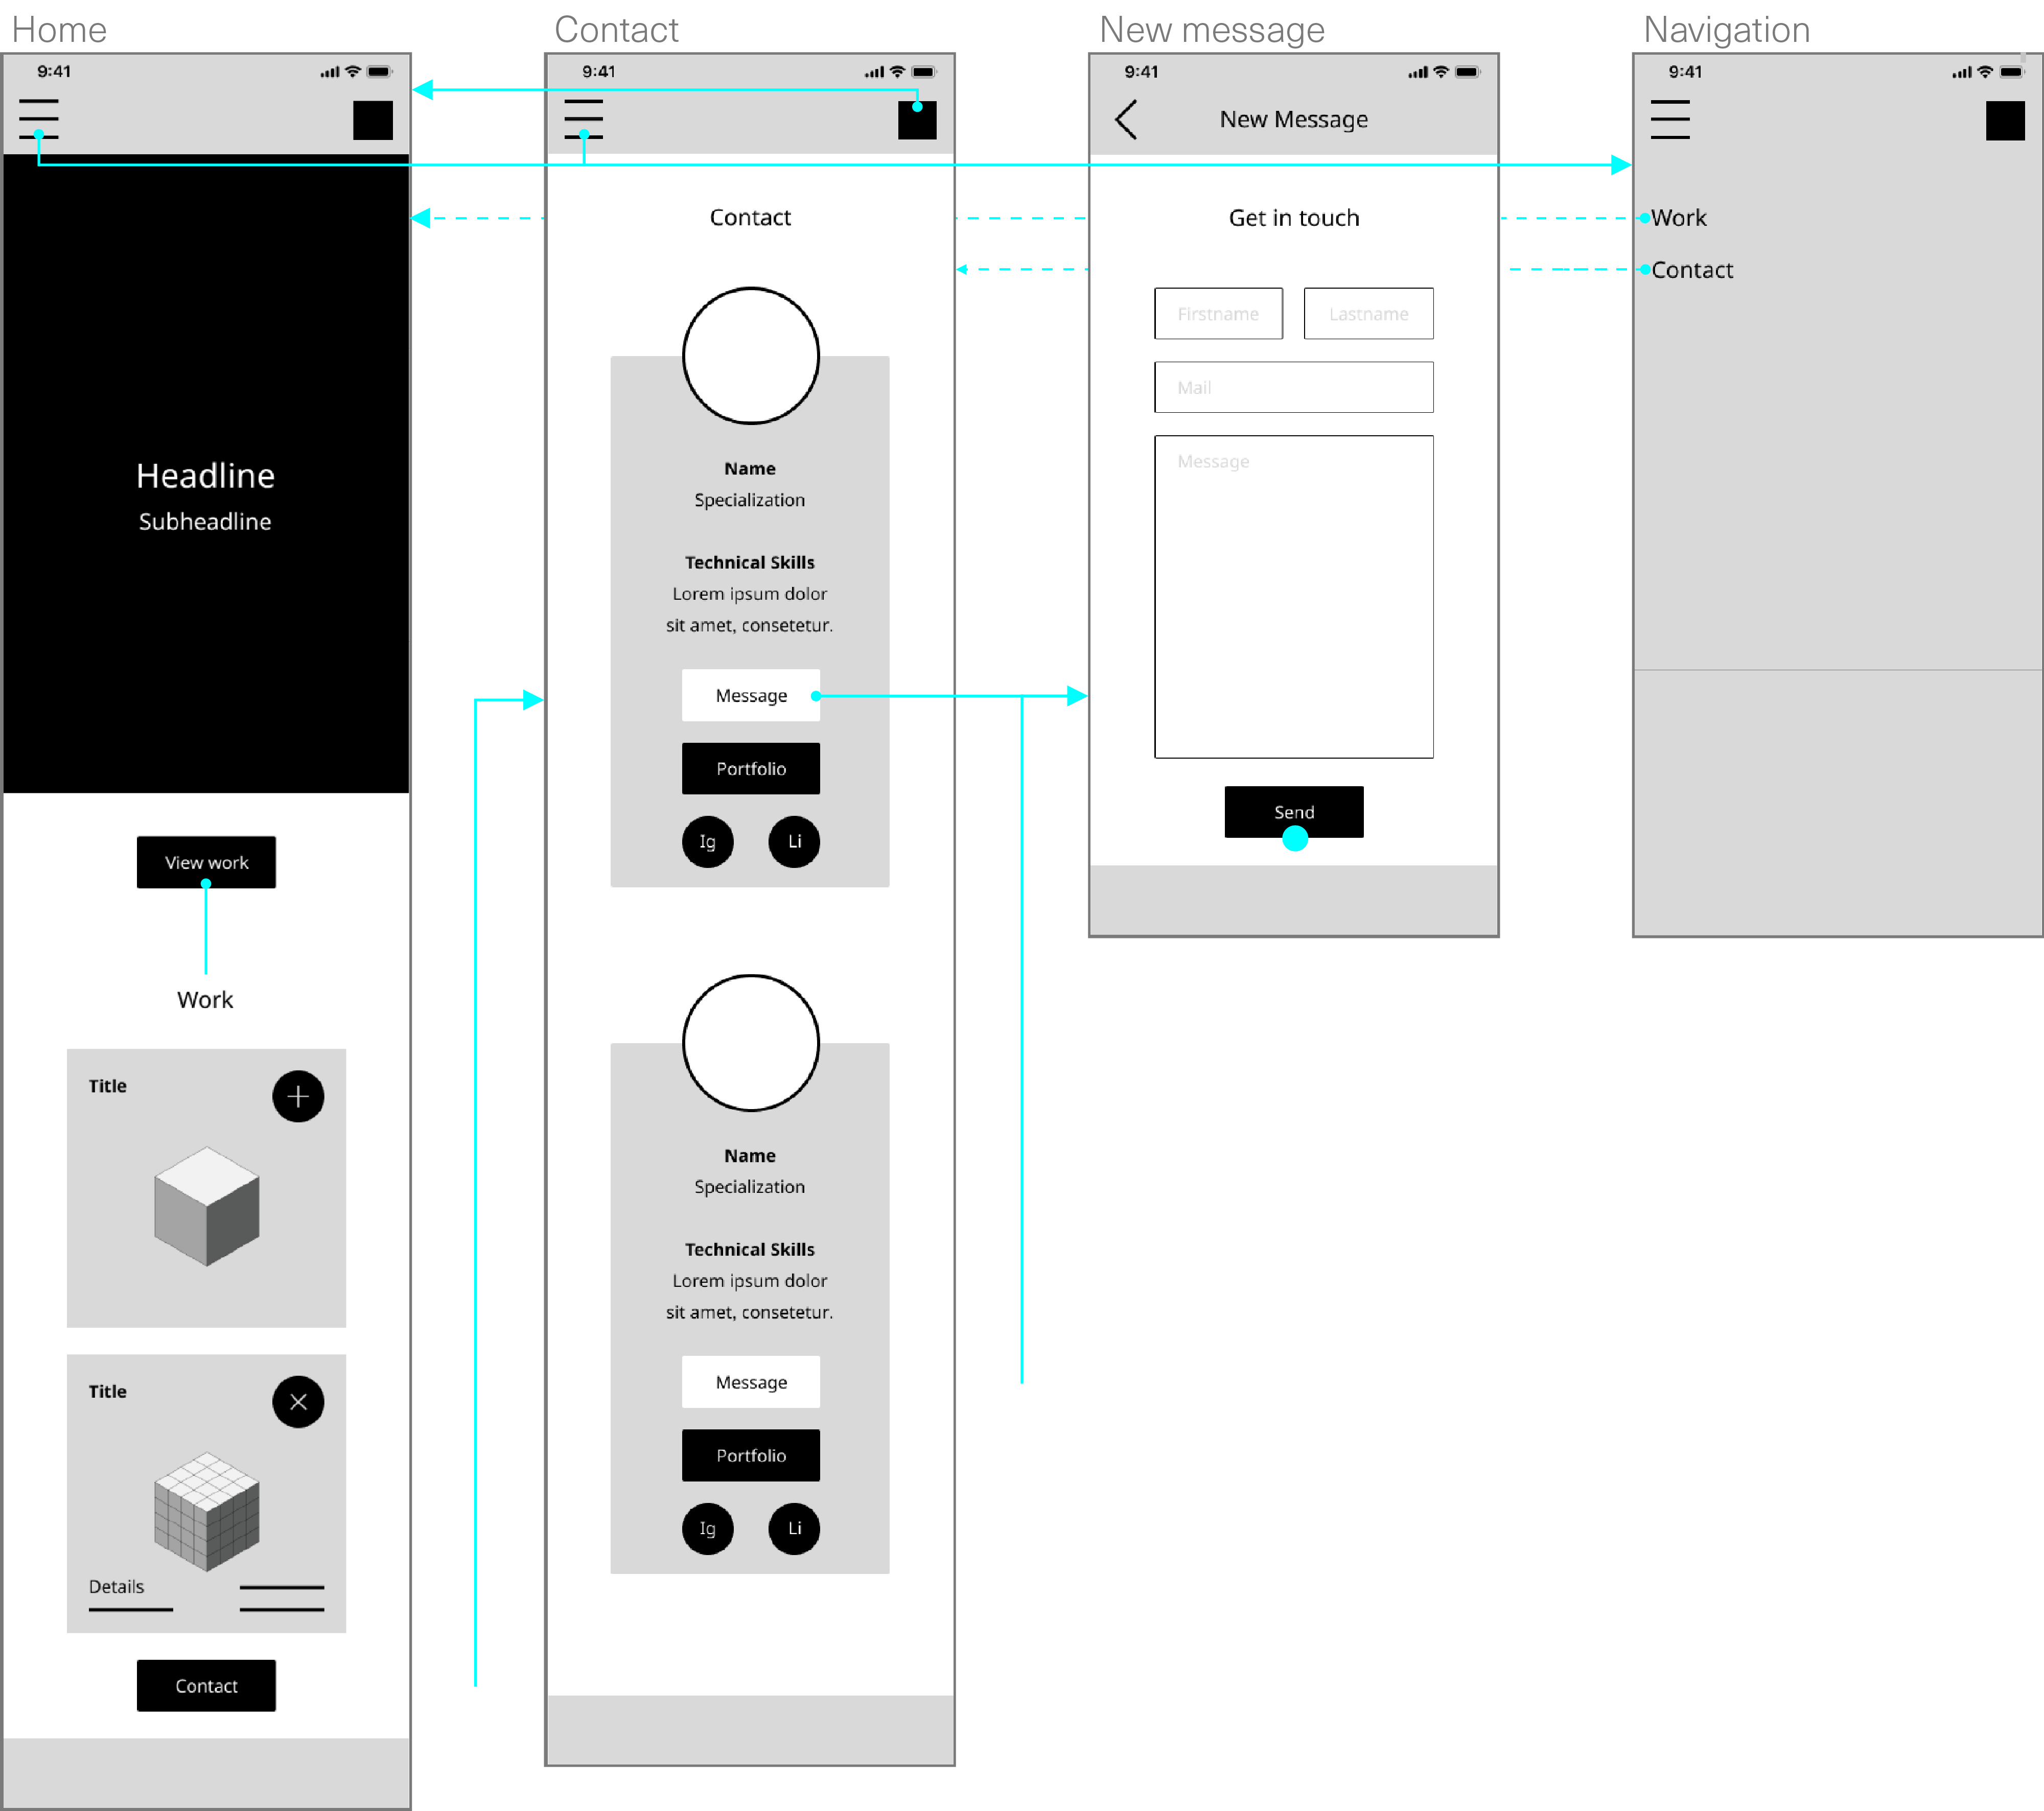 Home
9:41
Headline
Subheadline
View work
Work
Title
Title
Details
Contact
Contact
9:41
Contact
Name
Specialization
Technical Skills
Lorem ipsum dolor
sit amet, consetetur.
Message
Portfolio
Ig Li
Name
Specialization
Technical Skills
Lorem ipsum dolor
sit amet, consetetur.
Message
Portfolio
Ig Li
New message
9:41
New Message
Get in touch
Firstname Lastname
Mail
Message
Send
Navigation
9:41
Work
Contact